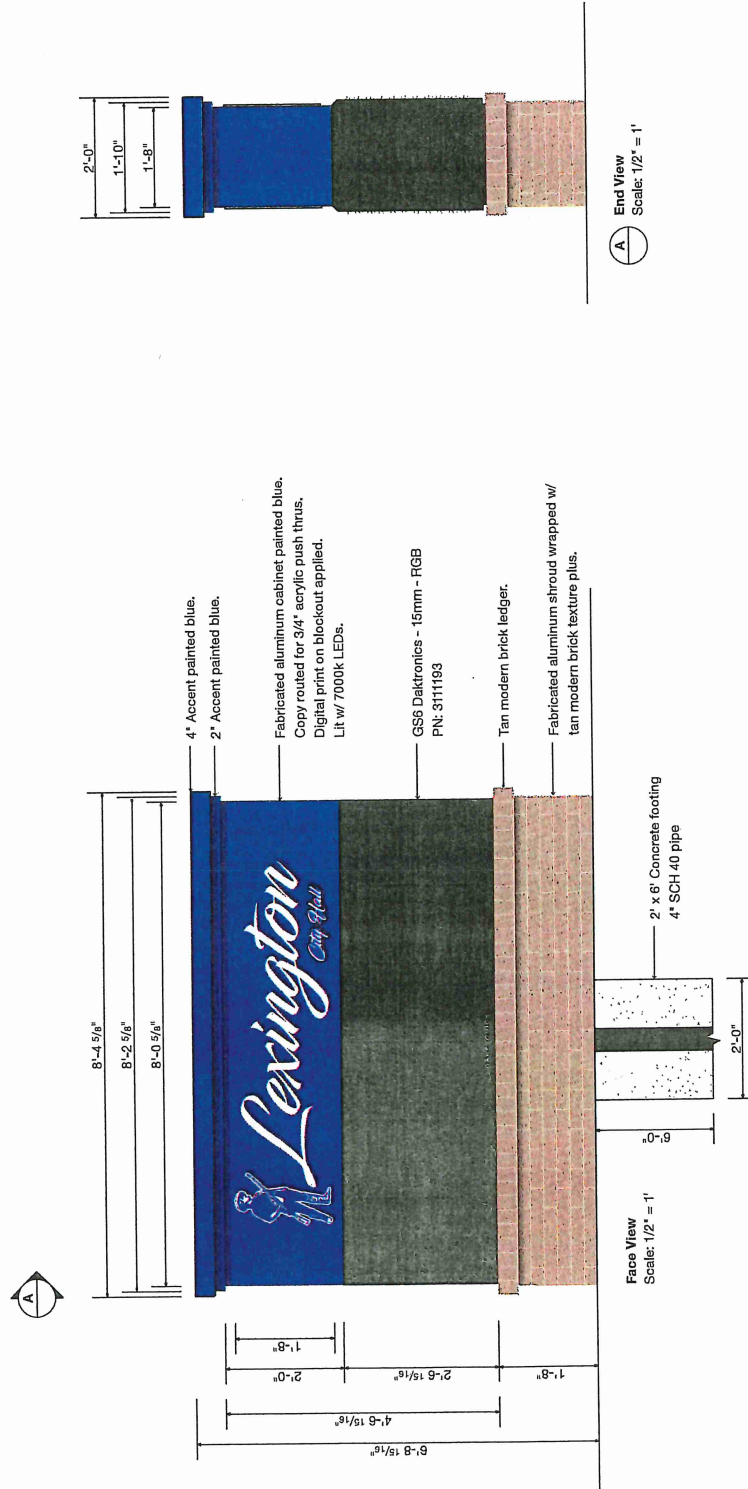 A
8'-4 5/8"
8'-2 5/8"
8'-0 5/8"
6'-8 15/16"
4'-6 15/16"
2'-0"
2'-6 15/16"
1'-8"
1'-8"
Lexington
City Hall
4" Accent painted blue.
2" Accent painted blue.
Fabricated aluminum cabinet painted blue.
Copy routed for 3/4" acrylic push thrus.
Digital print on blockout applied.
Lit w/ 7000k LEDs.
GS6 Daktronics - 15mm - RGB
PN: 3111193
Tan modern brick ledger.
Fabricated aluminum shroud wrapped w/
tan modern brick texture plus.
2' x 6' Concrete footing
4" SCH 40 pipe
6'-0"
2'-0"
Face View
Scale: 1/2" = 1'
2'-0"
1'-10"
1'-8"
A
End View
Scale: 1/2" = 1'